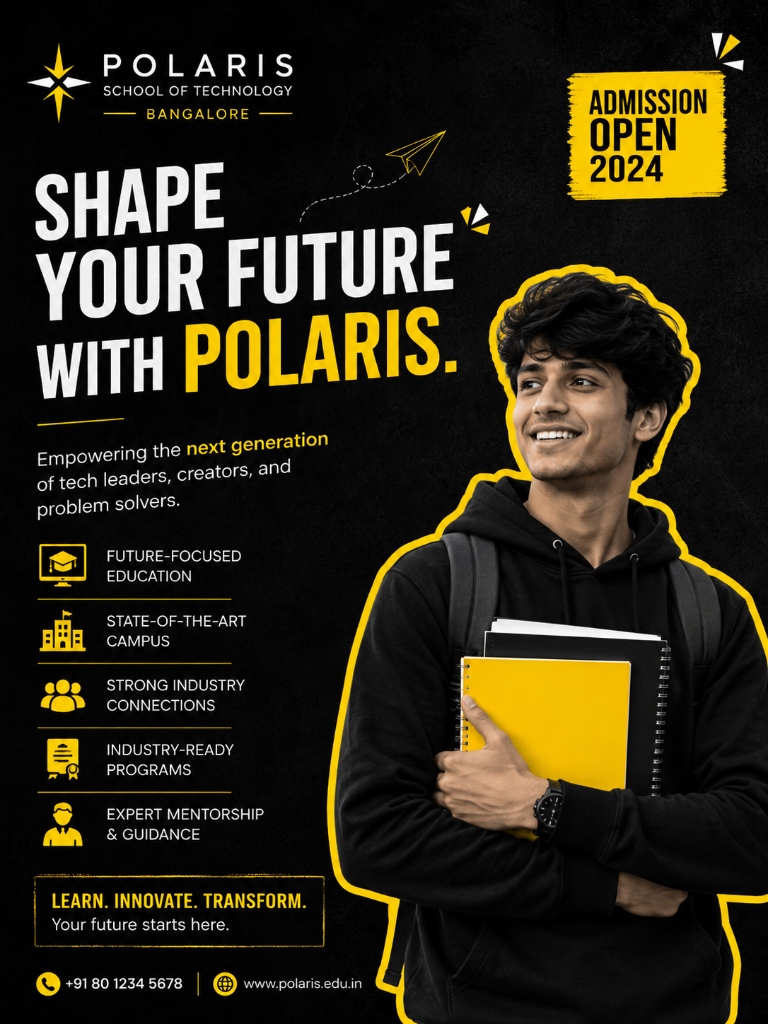 POLARIS
SCHOOL OF TECHNOLOGY
BANGALORE
ADMISSION
OPEN
2024
SHAPE
YOUR FUTURE
WITH POLARIS.
Empowering the next generation
of tech leaders, creators, and
problem solvers.
FUTURE-FOCUSED
EDUCATION
STATE-OF-THE-ART
CAMPUS
STRONG INDUSTRY
CONNECTIONS
INDUSTRY-READY
PROGRAMS
EXPERT MENTORSHIP
& GUIDANCE
LEARN. INNOVATE. TRANSFORM.
Your future starts here.
+91 80 1234 5678 | www.polaris.edu.in